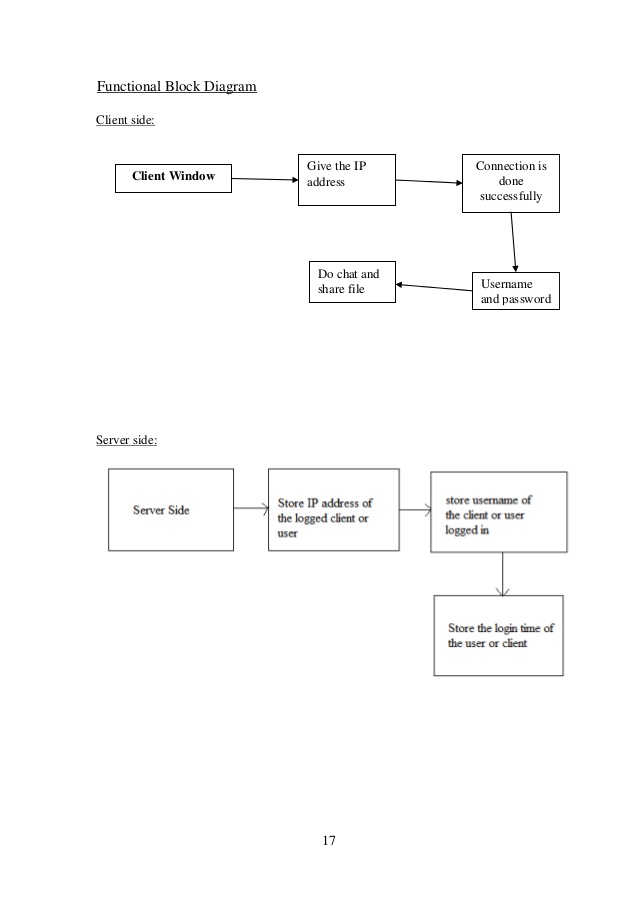 Functional Block Diagram
Client side:
Client Window
Give the IP
address
Connection is
done
successfully
Username
and password
Do chat and
share file
Server side:
Server Side
Store IP address of
the logged client or
user
store username of
the client or user
logged in
Store the login time of
the user or client
17